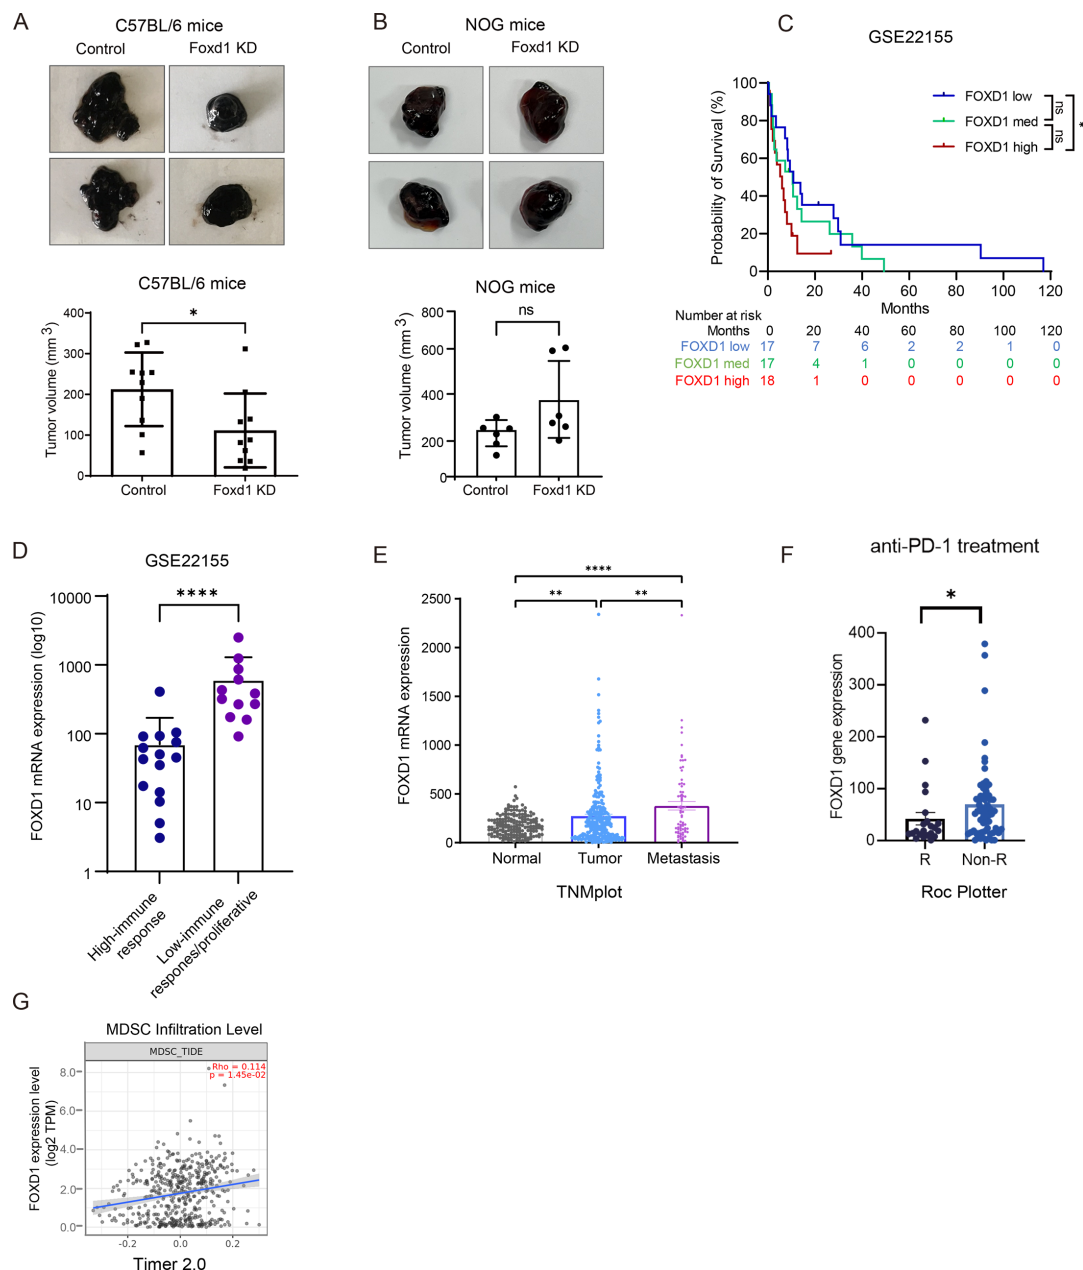 A
C57BL/6 mice
Control Foxd1 KD
C57BL/6 mice
Tumor volume (mm 3)
400
300
200
100
0
*
Control Foxd1 KD
B
NOG mice
Control Foxd1 KD
NOG mice
Tumor volume (mm 3)
800
600
400
200
0
ns
Control Foxd1 KD
C
GSE22155
Probability of Survival (%)
100
80
60
40
20
0
FOXD1 low
FOXD1 med
FOXD1 high
ns
ns
*
0 20 40 60 80 100 120
Months
Number at risk
Months 0 20 40 60 80 100 120
FOXD1 low 17 7 6 2 2 1 0
FOXD1 med 17 4 1 0 0 0 0
FOXD1 high 18 1 0 0 0 0 0
D
GSE22155
FOXD1 mRNA expression (log10)
10000
1000
100
10
1
****
High-immune
response
Low-immune
respones/proliferative
E
FOXD1 mRNA expression
2500
2000
1500
1000
500
0
****
** **
Normal Tumor Metastasis
TNMplot
F
anti-PD-1 treatment
FOXD1 gene expression
400
300
200
100
0
*
R Non-R
Roc Plotter
G
MDSC Infiltration Level
MDSC_TIDE
Rho = 0.114
p = 1.45e-02
FOXD1 expression level
(log2 TPM)
8.0
6.0
4.0
2.0
0.0
-0.2 0.0 0.2
Timer 2.0